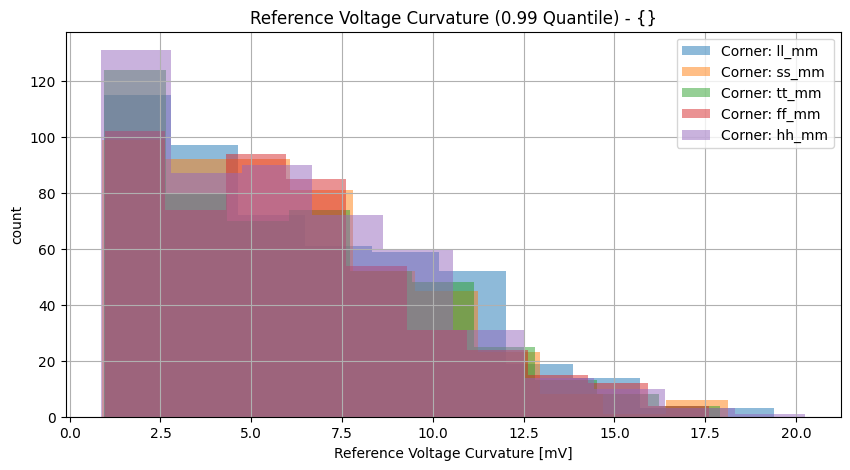 Reference Voltage Curvature (0.99 Quantile) - {}
Corner: ll_mm
Corner: ss_mm
Corner: tt_mm
Corner: ff_mm
Corner: hh_mm
count
120
100
80
60
40
20
0
0.0 2.5 5.0 7.5 10.0 12.5 15.0 17.5 20.0
Reference Voltage Curvature [mV]